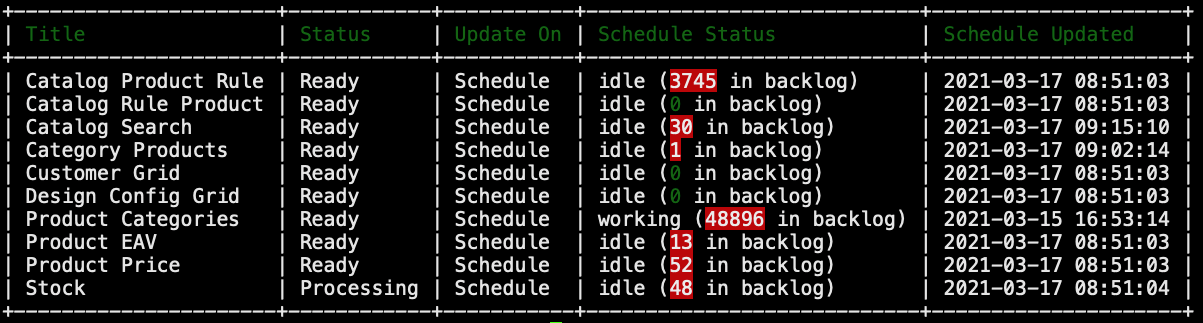 Title | Status | Update On | Schedule Status | Schedule Updated
Catalog Product Rule | Ready | Schedule | idle (3745 in backlog) | 2021-03-17 08:51:03
Catalog Rule Product | Ready | Schedule | idle (0 in backlog) | 2021-03-17 08:51:03
Catalog Search | Ready | Schedule | idle (30 in backlog) | 2021-03-17 09:15:10
Category Products | Ready | Schedule | idle (1 in backlog) | 2021-03-17 09:02:14
Customer Grid | Ready | Schedule | idle (0 in backlog) | 2021-03-17 08:51:03
Design Config Grid | Ready | Schedule | idle (0 in backlog) | 2021-03-17 08:51:03
Product Categories | Ready | Schedule | working (48896 in backlog) | 2021-03-15 16:53:14
Product EAV | Ready | Schedule | idle (13 in backlog) | 2021-03-17 08:51:03
Product Price | Ready | Schedule | idle (52 in backlog) | 2021-03-17 08:51:03
Stock | Processing | Schedule | idle (48 in backlog) | 2021-03-17 08:51:04